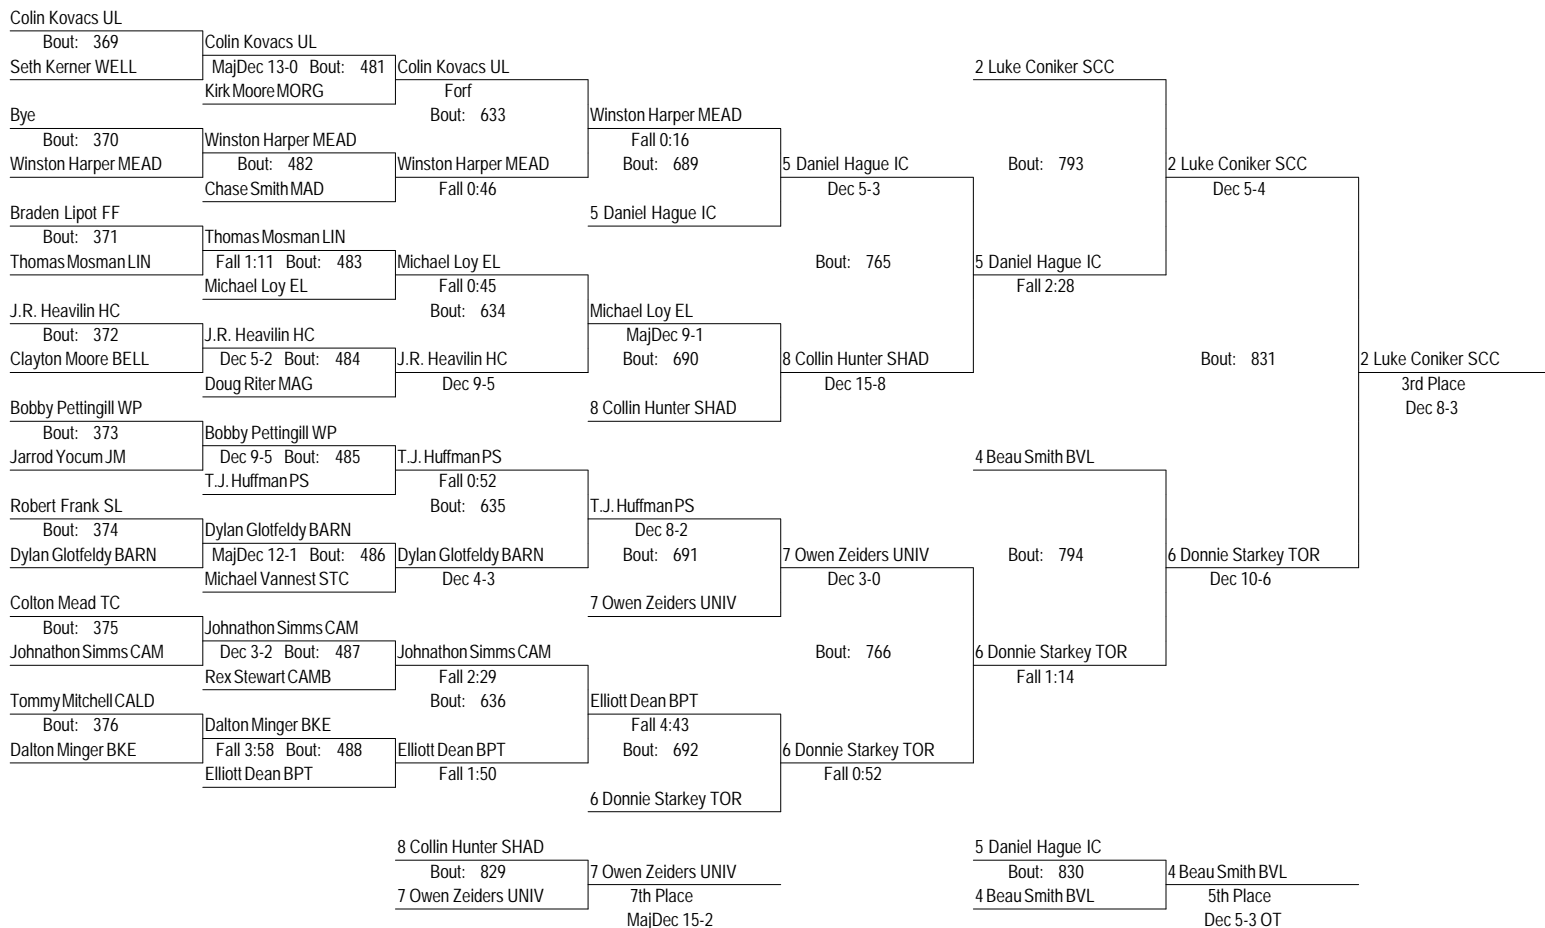 Colin Kovacs UL
Bout: 369
Seth Kerner WELL
Bye
Bout: 370
Winston Harper MEAD
Braden Lipot FF
Bout: 371
Thomas Mosman LIN
J.R. Heavilin HC
Bout: 372
Clayton Moore BELL
Bobby Pettingill WP
Bout: 373
Jarrod Yocum JM
Robert Frank SL
Bout: 374
Dylan Glotfeldy BARN
Colton Mead TC
Bout: 375
Johnathon Simms CAM
Tommy Mitchell CALD
Bout: 376
Dalton Minger BKE
Colin Kovacs UL
MajDec 13-0 Bout: 481
Kirk Moore MORG
Winston Harper MEAD
Bout: 482
Chase Smith MAD
Thomas Mosman LIN
Fall 1:11 Bout: 483
Michael Loy EL
J.R. Heavilin HC
Dec 5-2 Bout: 484
Doug Riter MAG
Bobby Pettingill WP
Dec 9-5 Bout: 485
T.J. Huffman PS
Dylan Glotfeldy BARN
MajDec 12-1 Bout: 486
Michael Vannest STC
Johnathon Simms CAM
Dec 3-2 Bout: 487
Rex Stewart CAMB
Dalton Minger BKE
Fall 3:58 Bout: 488
Elliott Dean BPT
Colin Kovacs UL
Forf
Bout: 633
Winston Harper MEAD
Fall 0:46
Michael Loy EL
Fall 0:45
Bout: 634
J.R. Heavilin HC
Dec 9-5
T.J. Huffman PS
Fall 0:52
Bout: 635
Dylan Glotfeldy BARN
Dec 4-3
Johnathon Simms CAM
Fall 2:29
Bout: 636
Elliott Dean BPT
Fall 1:50
Winston Harper MEAD
Fall 0:16
Bout: 689
5 Daniel Hague IC
Michael Loy EL
MajDec 9-1
Bout: 690
8 Collin Hunter SHAD
T.J. Huffman PS
Dec 8-2
Bout: 691
7 Owen Zeiders UNIV
Elliott Dean BPT
Fall 4:43
Bout: 692
6 Donnie Starkey TOR
5 Daniel Hague IC
Dec 5-3
Bout: 765
8 Collin Hunter SHAD
Dec 15-8
7 Owen Zeiders UNIV
Dec 3-0
Bout: 766
6 Donnie Starkey TOR
Fall 0:52
2 Luke Coniker SCC
Bout: 793
5 Daniel Hague IC
Fall 2:28
4 Beau Smith BVL
Bout: 794
6 Donnie Starkey TOR
Fall 1:14
2 Luke Coniker SCC
Dec 5-4
Bout: 831
6 Donnie Starkey TOR
Dec 10-6
2 Luke Coniker SCC
3rd Place
Dec 8-3
8 Collin Hunter SHAD
Bout: 829
7 Owen Zeiders UNIV
7 Owen Zeiders UNIV
7th Place
MajDec 15-2
5 Daniel Hague IC
Bout: 830
4 Beau Smith BVL
4 Beau Smith BVL
5th Place
Dec 5-3 OT